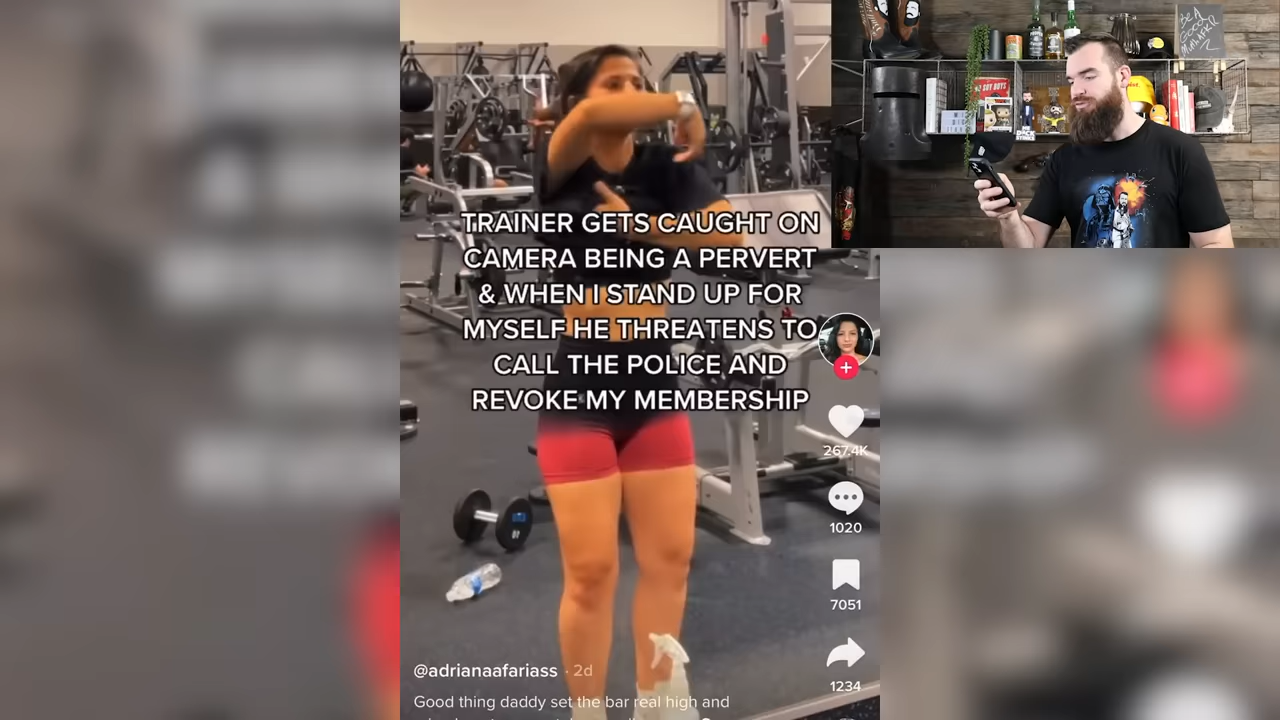 BE A
GOOD
TRAINER GETS CAUGHT ON
CAMERA BEING A PERVERT
& WHEN I STAND UP FOR
MYSELF HE THREATENS TO
CALL THE POLICE AND
REVOKE MY MEMBERSHIP
267.4K
1020
7051
1234
@adrianaafariass · 2d
Good thing daddy set the bar real high and